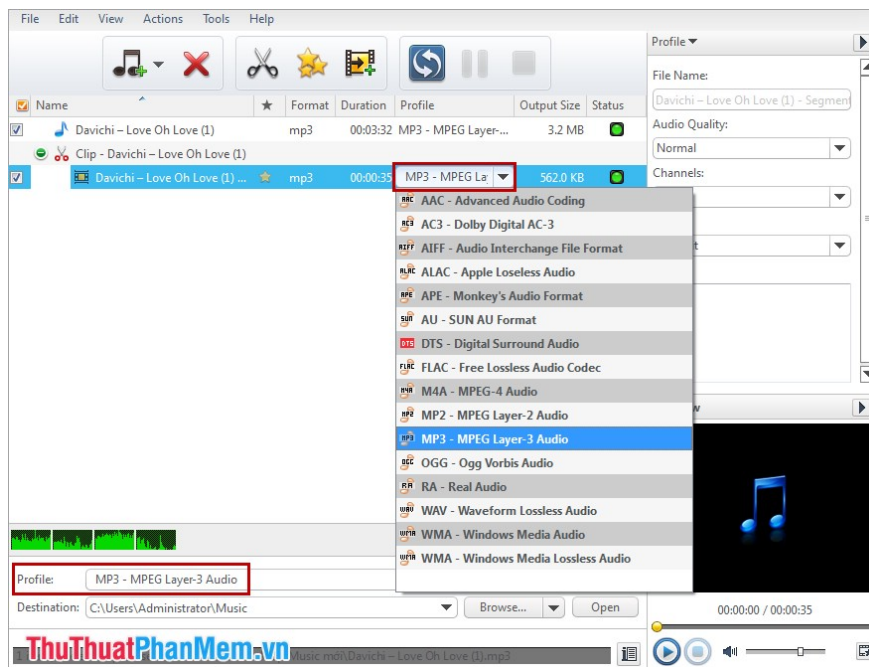 File Edit View Actions Tools Help
Profile
File Name:
Davichi – Love Oh Love (1) - Segment
Audio Quality:
Normal
Channels:
Name Format Duration Profile Output Size Status
Davichi – Love Oh Love (1) mp3 00:03:32 MP3 - MPEG Layer-... 3.2 MB
Clip - Davichi – Love Oh Love (1)
Davichi – Love Oh Love (1) ... mp3 00:00:35 MP3 - MPEG La 562.0 KB
AAC - Advanced Audio Coding
AC3 - Dolby Digital AC-3
AIFF - Audio Interchange File Format
ALAC - Apple Loseless Audio
APE - Monkey's Audio Format
AU - SUN AU Format
DTS - Digital Surround Audio
FLAC - Free Lossless Audio Codec
M4A - MPEG-4 Audio
MP2 - MPEG Layer-2 Audio
MP3 - MPEG Layer-3 Audio
OGG - Ogg Vorbis Audio
RA - Real Audio
WAV - Waveform Lossless Audio
WMA - Windows Media Audio
WMA - Windows Media Lossless Audio
Profile: MP3 - MPEG Layer-3 Audio
Destination: C:\Users\Administrator\Music Browse... Open
00:00:00 / 00:00:35
ThuThuatPhanMem.vn
Music mới\Davichi – Love Oh Love (1).mp3